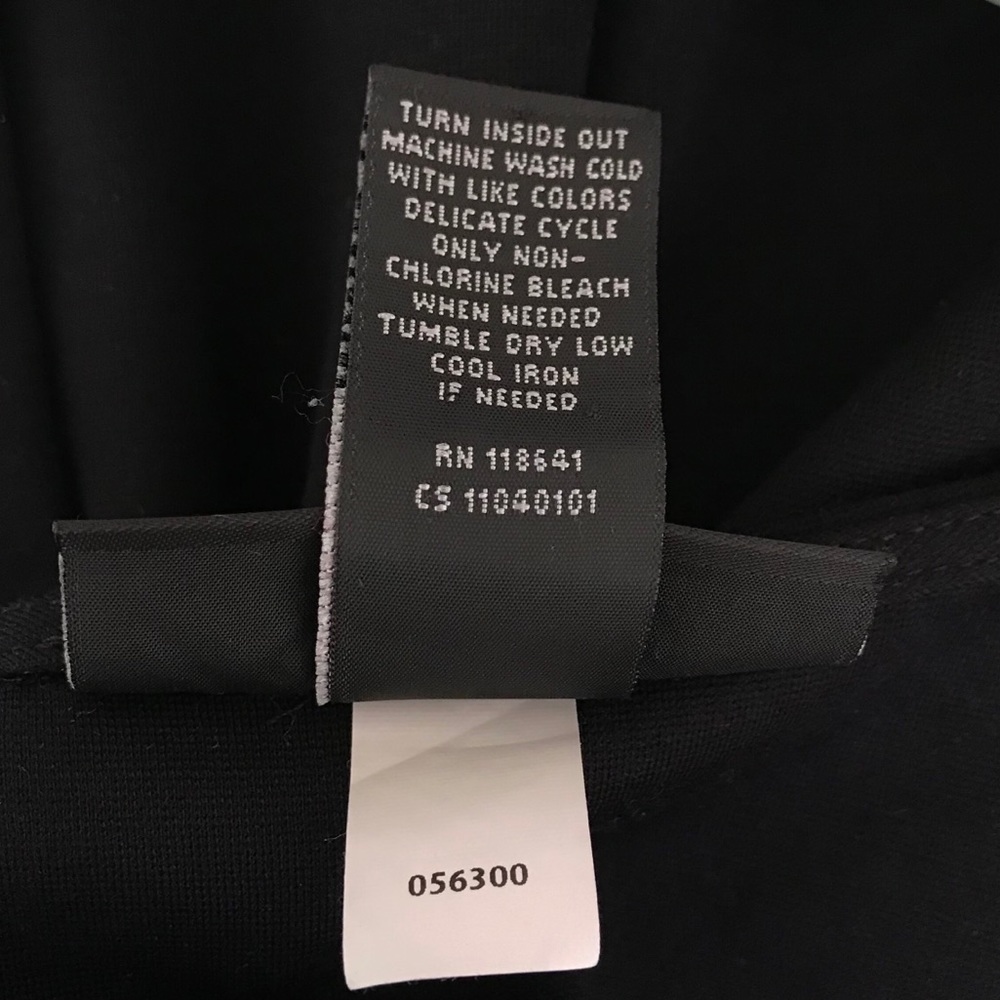 TURN INSIDE OUT
MACHINE WASH COLD
WITH LIKE COLORS
DELICATE CYCLE
ONLY NON-
CHLORINE BLEACH
WHEN NEEDED
TUMBLE DRY LOW
COOL IRON
IF NEEDED
RN 118641
CS 11040101
056300